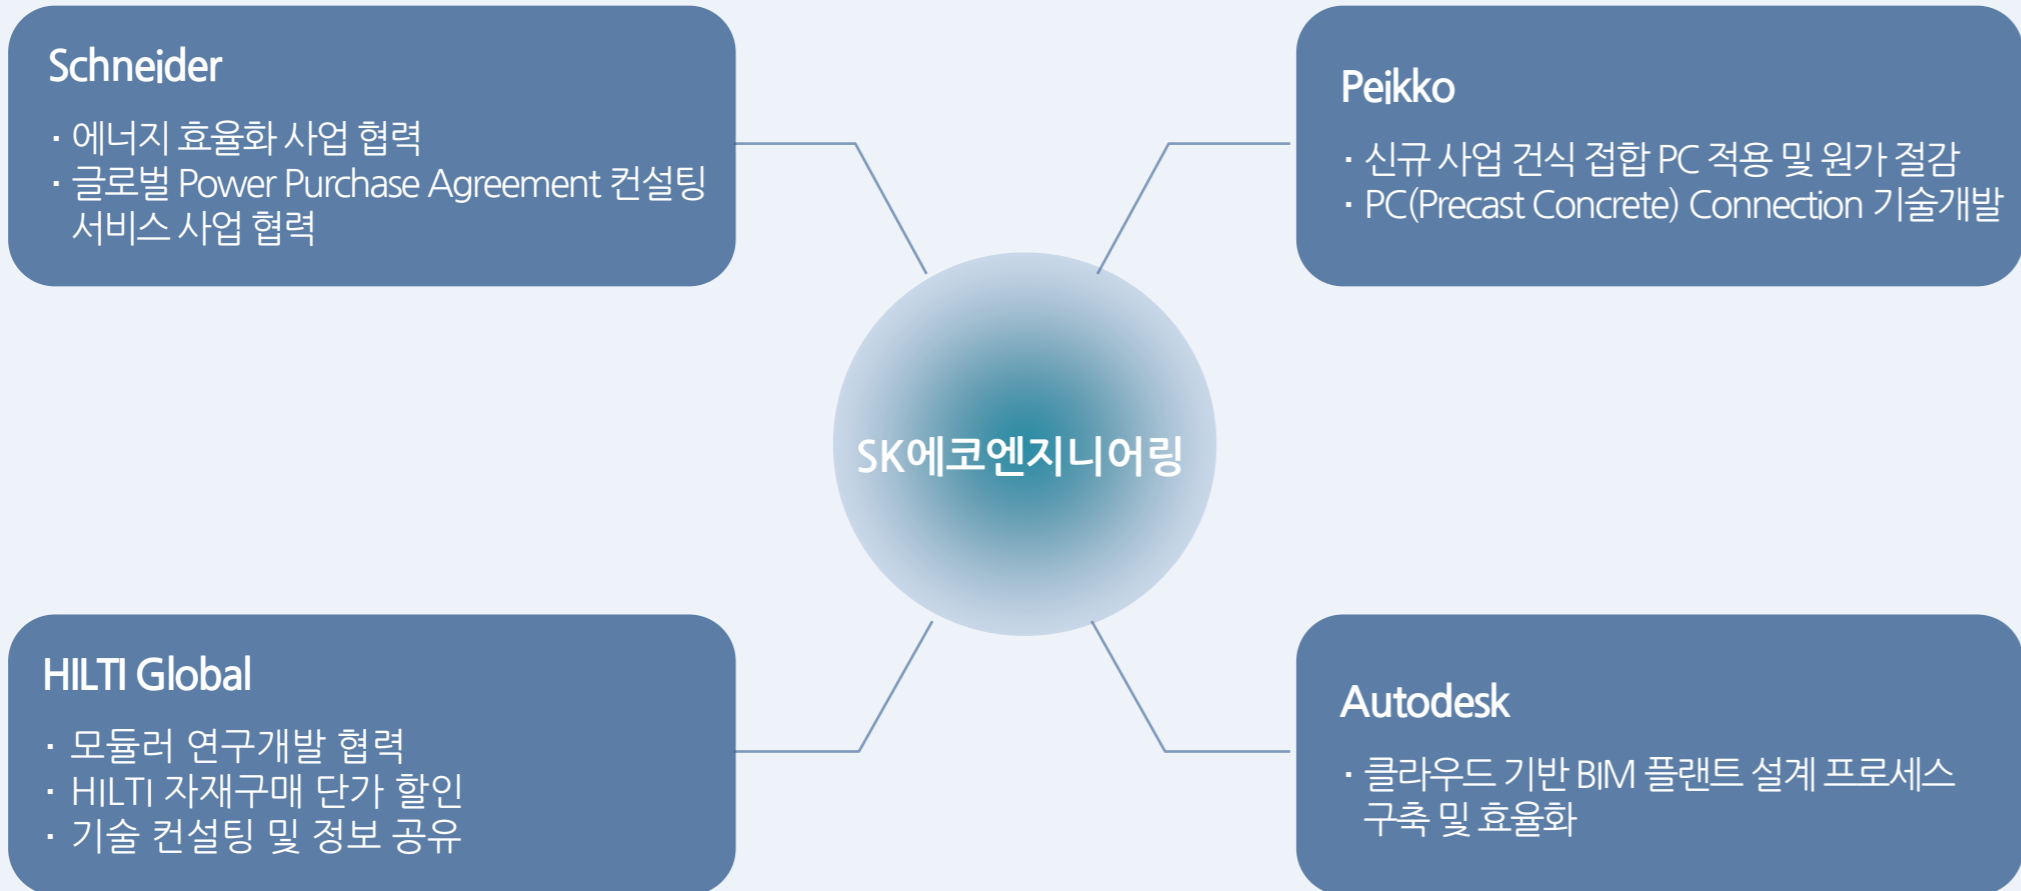 Schneider
· 에너지 효율화 사업 협력
· 글로벌 Power Purchase Agreement 컨설팅
서비스 사업 협력
Peikko
· 신규 사업 건식 접합 PC 적용 및 원가 절감
· PC(Precast Concrete) Connection 기술개발
SK에코엔지니어링
HILTI Global
· 모듈러 연구개발 협력
· HILTI 자재구매 단가 할인
· 기술 컨설팅 및 정보 공유
Autodesk
· 클라우드 기반 BIM 플랜트 설계 프로세스
구축 및 효율화